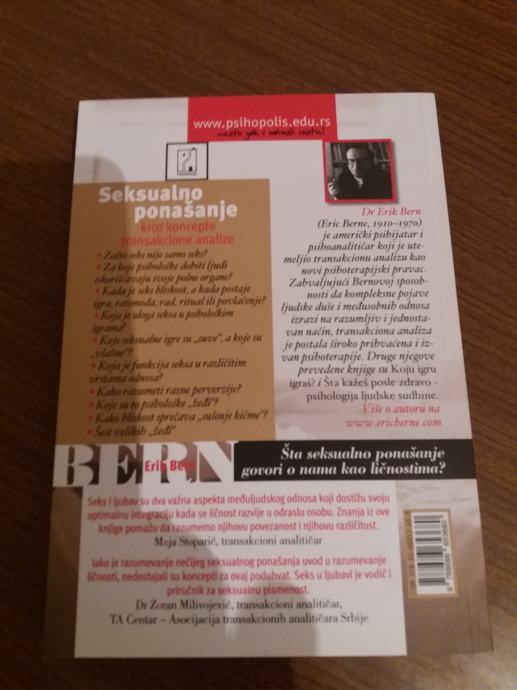 www.psihopolis.edu.rs
mesto gde i odrasli rastu!
Seksualno
ponašanje
kroz koncepte
transakcione analize
• Zašto seks nije samo seks?
• Za koje psihološke dobiti ljudi
iskorišćavaju svoje polne organe?
• Kada je seks bliskost, a kada postaje
igra, razonoda, rad, ritual ili povlačenje?
• Koja je uloga seksa u psihološkim
igrama?
• Koje seksualne igre su „suve“, a koje su
„vlažne“?
• Koja je funkcija seksa u različitim
vrstama odnosa?
• Kako razumeti razne perverzije?
• Koje su to psihološke „žeđi“?
• Kako bliskost sprečava „sušenje kičme“?
• Šest velikih „žeđi“
Dr Erik Bern
(Eric Berne, 1910–1970)
je američki psihijatar i
psihoanalitičar koji je ute-
meljio transakcionu analizu kao
novi psihoterapijski pravac.
Zahvaljujući Bernovoj sposob-
nosti da kompleksne pojave
ljudske duše i međusobnih odnosa
izrazi na razumljiv i jednosta-
van način, transakciona analiza
je postala široko prihvaćena i iz-
van psihoterapije. Druge njegove
prevedene knjige su Koju igru
igraš? i Šta kažeš posle zdravo -
psihologija ljudske sudbine.
Više o autoru na
www.ericberne.com
BERN
Erik Bern
Šta seksualno ponašanje
govori o nama kao ličnostima?
Seks i ljubav su dva važna aspekta međuljudskog odnosa koji dostižu svoju
optimalnu integraciju kada se ličnost razvije u odraslu osobu. Znanja iz ove
knjige pomažu da razumemo njihovu povezanost i njihovu različitost.
Maja Stoparić, transakcioni analitičar
Iako je razumevanje nečijeg seksualnog ponašanja uvod u razumevanje
ličnosti, nedostajali su koncepti za ovaj poduhvat. Seks u ljubavi je vodič i
priručnik za seksualnu pismenost.
Dr Zoran Milivojević, transakcioni analitičar,
TA Centar – Asocijacija transakcionih analitičara Srbije